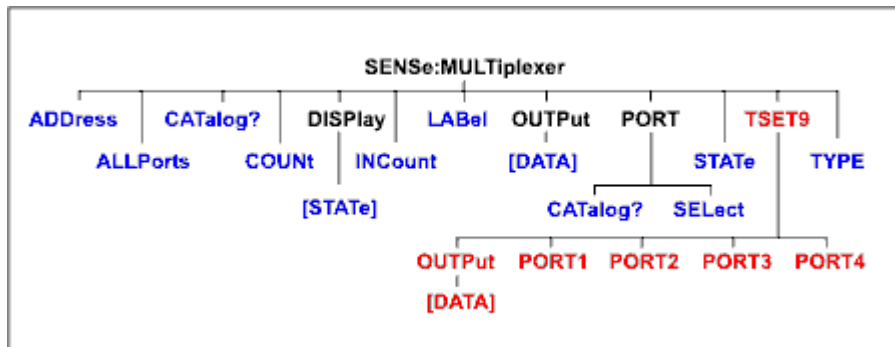 SENSe:MULTiplexer
ADDress CATalog? DISPlay LABel OUTPut PORT TSET9
ALLPorts COUNt INCount [DATA] STATe TYPE
[STATe] CATalog? SELect
OUTPut PORT1 PORT2 PORT3 PORT4
[DATA]